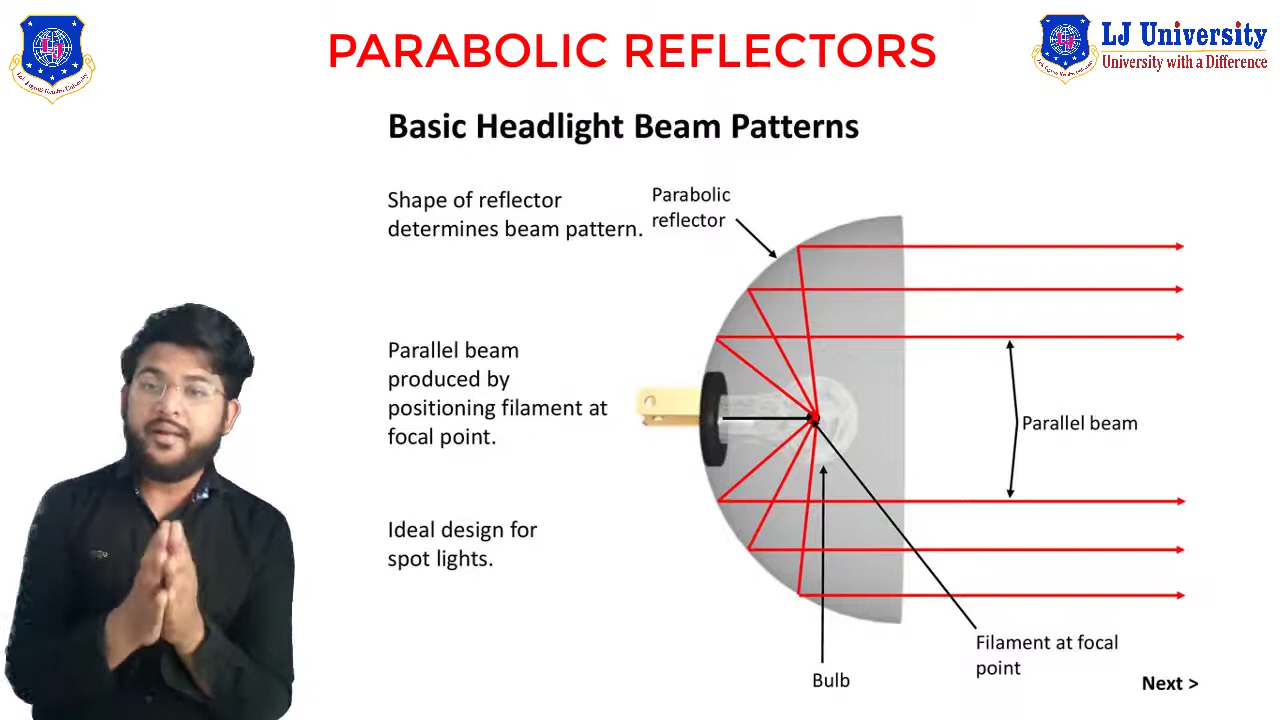 PARABOLIC REFLECTORS
LJ University
University with a Difference
Basic Headlight Beam Patterns
Shape of reflector
determines beam pattern.
Parabolic
reflector
Parallel beam
produced by
positioning filament at
focal point.
Parallel beam
Ideal design for
spot lights.
Filament at focal
point
Bulb
Next >